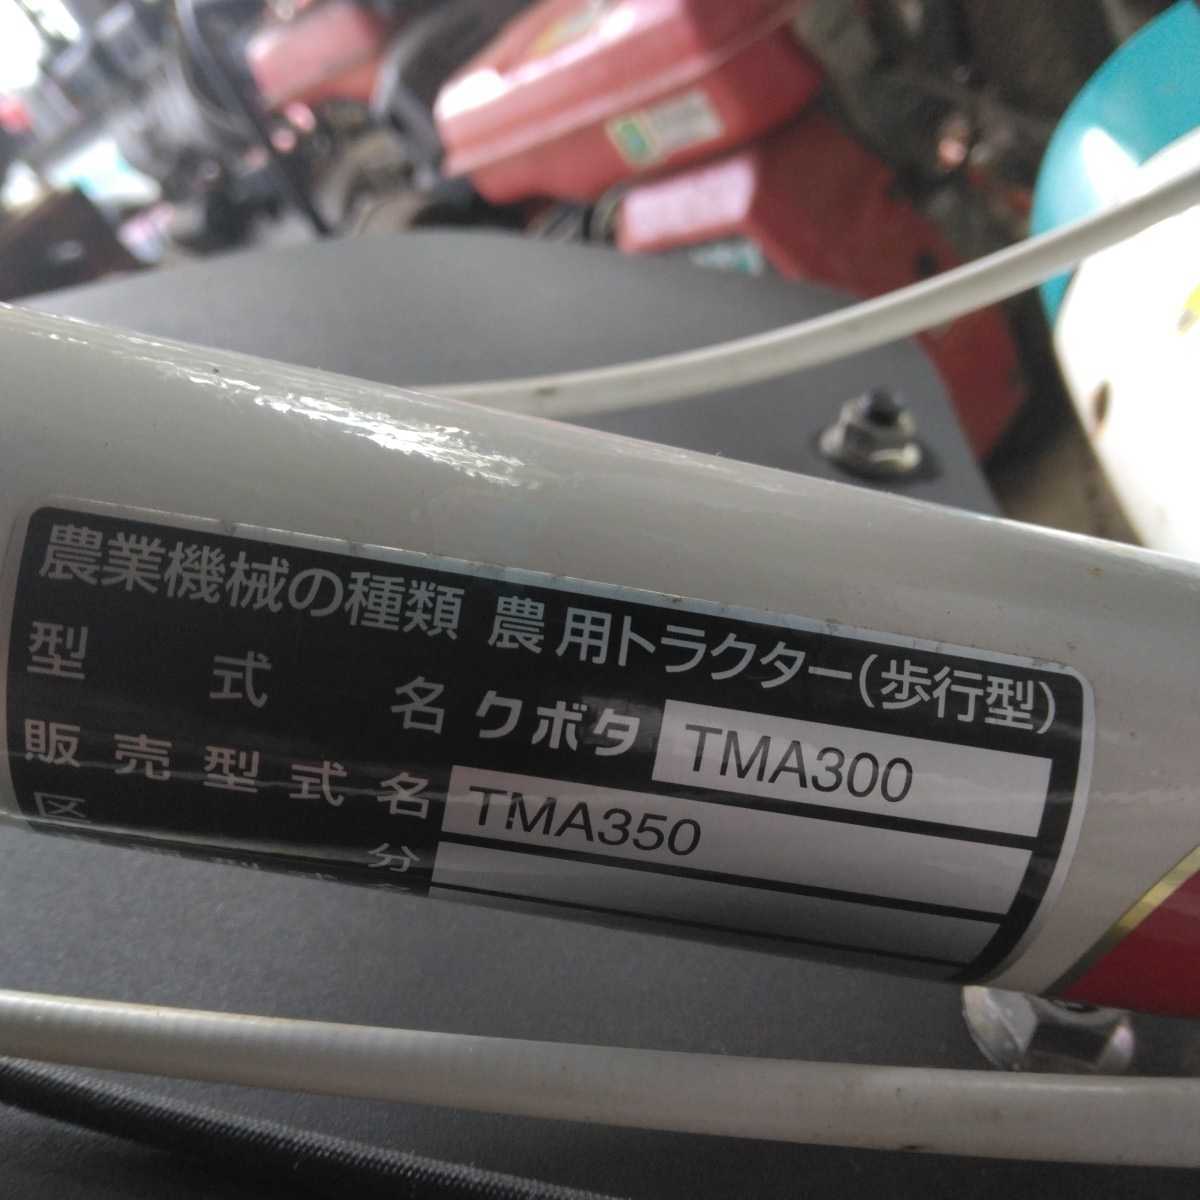 農業機械の種類 農用トラクター(歩行型)
型式名 クボタ TMA300
販売型式名 TMA350
区分